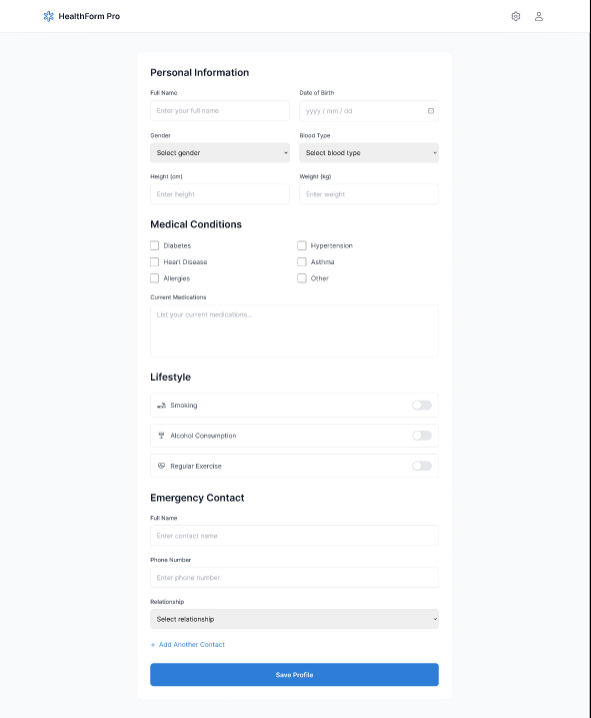 HealthForm Pro
Personal Information
Full Name Date of Birth
Enter your full name yyyy / mm / dd
Gender Blood Type
Select gender Select blood type
Height (cm) Weight (kg)
Enter height Enter weight
Medical Conditions
Diabetes Hypertension
Heart Disease Asthma
Allergies Other
Current Medications
List your current medications...
Lifestyle
Smoking
Alcohol Consumption
Regular Exercise
Emergency Contact
Full Name
Enter contact name
Phone Number
Enter phone number
Relationship
Select relationship
+ Add Another Contact
Save Profile